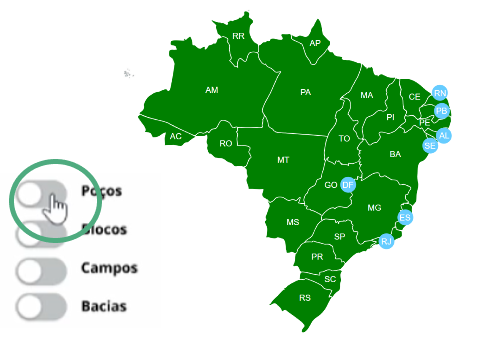 RR
AP
AM
PA
MA
CE
RN
PB
PI
PE
AL
SE
AC
RO
TO
BA
MT
GO
DF
MG
ES
MS
SP
RJ
PR
SC
RS
Poços
Blocos
Campos
Bacias